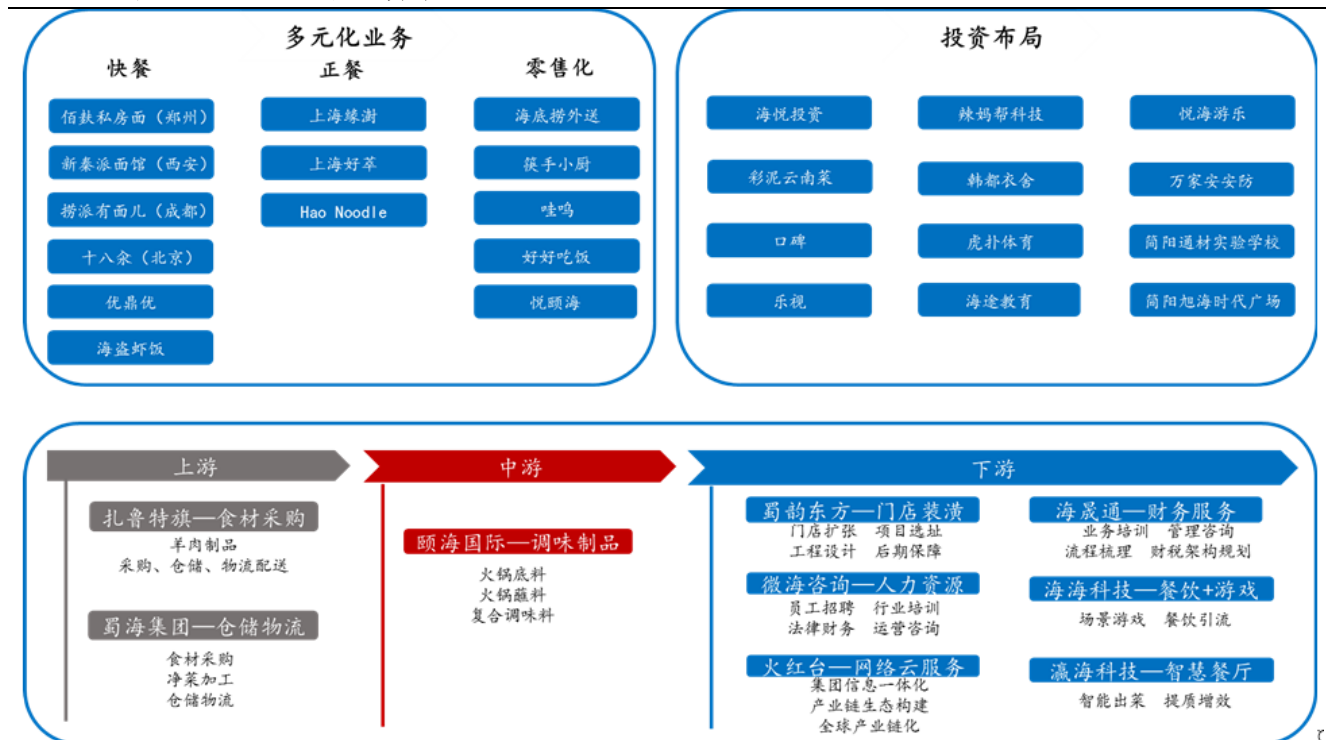 多元化业务
快餐
正餐
零售化
佰麸私房面（郑州）
上海缘澍
海底捞外送
新秦派面馆（西安）
上海好萃
筷手小厨
捞派有面儿（成都）
Hao Noodle
哇呜
十八汆（北京）
好好吃饭
优鼎优
悦颐海
海盗虾饭
投资布局
海悦投资
辣妈帮科技
悦海游乐
彩泥云南菜
韩都衣舍
万家安安防
口碑
虎扑体育
简阳通材实验学校
乐视
海途教育
简阳旭海时代广场
上游
扎鲁特旗—食材采购
羊肉制品
采购、仓储、物流配送
蜀海集团—仓储物流
食材采购
净菜加工
仓储物流
中游
颐海国际—调味制品
火锅底料
火锅蘸料
复合调味料
下游
蜀韵东方—门店装潢
门店扩张 项目选址
工程设计 后期保障
微海咨询—人力资源
员工招聘 行业培训
法律财务 运营咨询
火红台—网络云服务
集团信息一体化
产业链生态构建
全球产业链化
海晟通—财务服务
业务培训 管理咨询
流程梳理 财税架构规划
海海科技—餐饮+游戏
场景游戏 餐饮引流
瀛海科技—智慧餐厅
智能出菜 提质增效